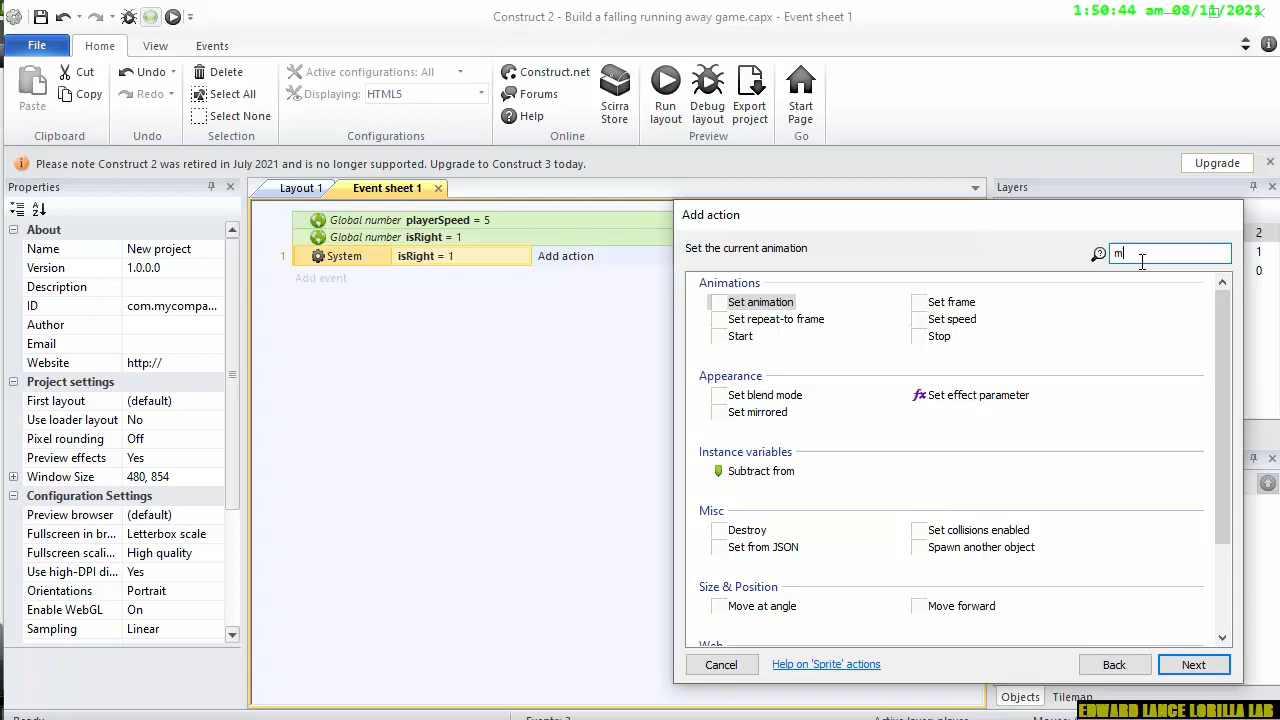 Construct 2 - Build a falling running away game.capx - Event sheet 1
1:50:44 am 08/11/2021
File
Home
View
Events
Paste
Cut
Copy
Clipboard
Undo
Redo
Undo
Delete
Select All
Select None
Selection
Active configurations: All
Displaying: HTML5
Configurations
Construct.net
Forums
Help
Scirra
Store
Online
Run
layout
Debug
layout
Export
project
Preview
Start
Page
Go
Please note Construct 2 was retired in July 2021 and is no longer supported. Upgrade to Construct 3 today.
Upgrade
Properties
About
Name New project
Version 1.0.0.0
Description
ID com.mycompa...
Author
Email
Website http://
Project settings
First layout (default)
Use loader layout No
Pixel rounding Off
Preview effects Yes
Window Size 480, 854
Configuration Settings
Preview browser (default)
Fullscreen in br... Letterbox scale
Fullscreen scali... High quality
Use high-DPI di... Yes
Orientations Portrait
Enable WebGL On
Sampling Linear
Layout 1
Event sheet 1
Global number playerSpeed = 5
Global number isRight = 1
1 System isRight = 1 Add action
Add event
Layers
2
1
0
Add action
Set the current animation
m
Animations
Set animation Set frame
Set repeat-to frame Set speed
Start Stop
Appearance
Set blend mode fx Set effect parameter
Set mirrored
Instance variables
Subtract from
Misc
Destroy Set collisions enabled
Set from JSON Spawn another object
Size & Position
Move at angle Move forward
Web
Cancel
Help on 'Sprite' actions
Back
Next
Objects
Tilemap
EDWARD LANCE LORILLA LAB